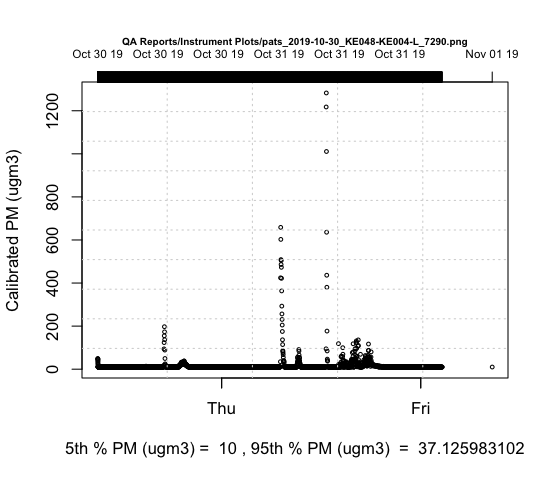 QA Reports/Instrument Plots/pats_2019-10-30_KE048-KE004-L_7290.png
Oct 30 19 Oct 30 19 Oct 30 19 Oct 31 19 Oct 31 19 Oct 31 19 Nov 01 19
Calibrated PM (ugm3)
1200
800
600
400
200
0
Thu Fri
5th % PM (ugm3) = 10 , 95th % PM (ugm3) = 37.125983102